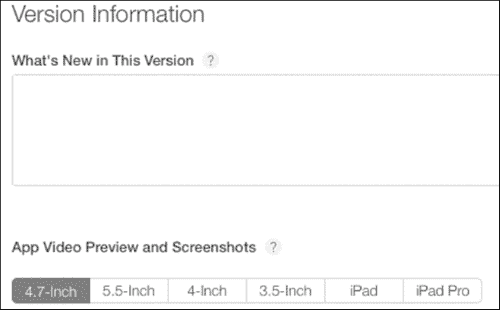 Version Information
What's New in This Version ?
App Video Preview and Screenshots ?
4.7-Inch 5.5-Inch 4-Inch 3.5-Inch iPad iPad Pro